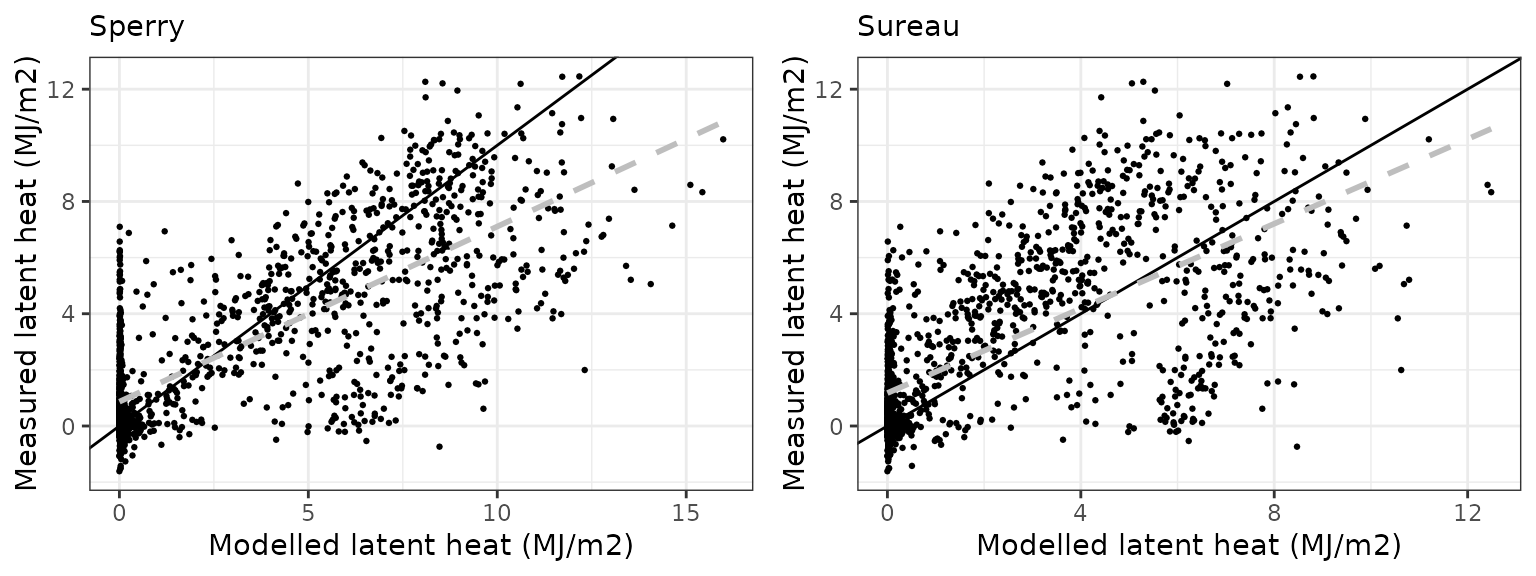 Sperry
Measured latent heat (MJ/m2)
12
8
4
0
0 5 10 15
Modelled latent heat (MJ/m2)
Sureau
Measured latent heat (MJ/m2)
12
8
4
0
0 4 8 12
Modelled latent heat (MJ/m2)